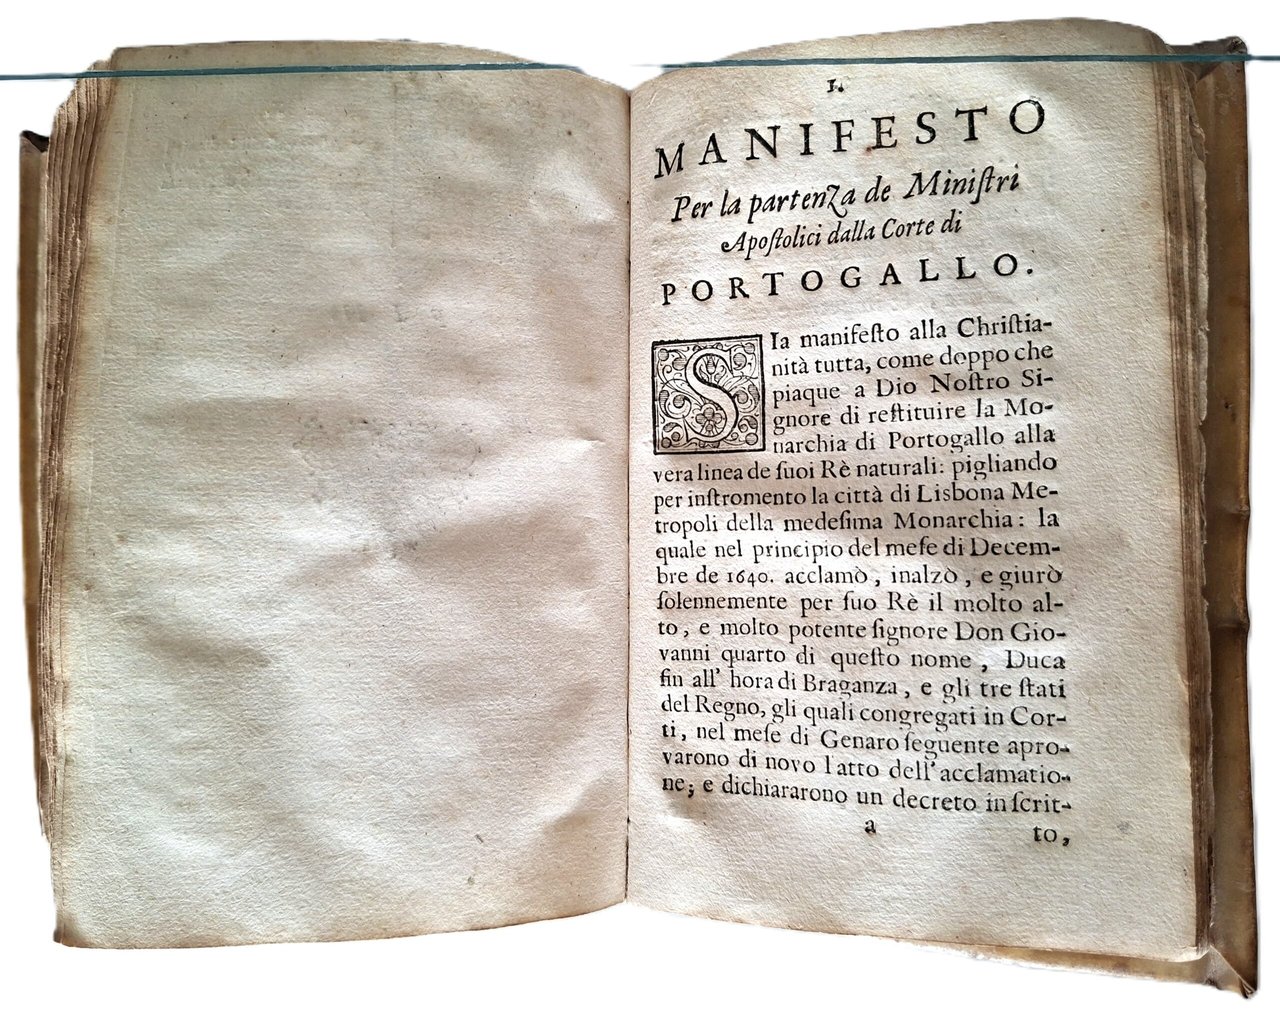 1.
MANIFESTO
Per la partenza de Miniſtri
Apoſtolici dalla Corte di
PORTOGALLO.
SIa manifeſto alla Chriſtia-
nità tutta, come doppo che
piaque a Dio Noſtro Si-
gnore di reſtituire la Mo-
narchia di Portogallo alla
vera linea de ſuoi Rè naturali: pigliando
per inſtromento la città di Lisbona Me-
tropoli della medeſima Monarchia: la
quale nel principio del meſe di Decem-
bre de 1640. acclamò, inalzò, e giurò
ſolennemente per ſuo Rè il molto al-
to, e molto potente ſignore Don Gio-
vanni quarto di queſto nome, Duca
fin all' hora di Braganza, e gli tre ſtati
del Regno, gli quali congregati in Cor-
ti, nel meſe di Genaro ſeguente apro-
varono di novo l'atto dell'acclamatio-
ne; e dichiararono un decreto in ſcrit-
a to,